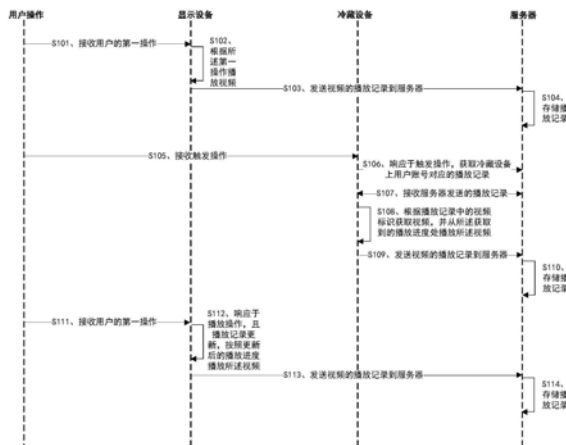 用户操作
显示设备
冷藏设备
服务器
S101、接收用户的第一操作
S102、
根据所
述第一
操作播
放视频
S103、发送视频的播放记录到服务器
S104、
存储播
放记录
S105、接收触发操作
S106、响应于触发操作，获取冷藏设备
上用户账号对应的播放记录
S107、接收服务器发送的播放记录
S108、根据播放记录中的视频
标识获取视频，并从所述获取
到的播放进度处播放所述视频
S109、发送视频的播放记录到服务器
S110、
存储播
放记录
S111、接收用户的第一操作
S112、响应于
播放操作，且
播放记录更
新，按照更新
后的播放进度
播放所述视频
S113、发送视频的播放记录到服务器
S114、
存储播
放记录